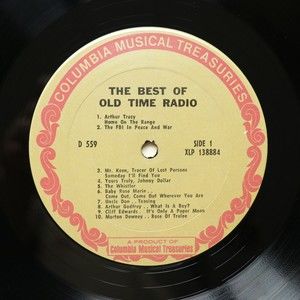 COLUMBIA MUSICAL TREASURIES
THE BEST OF
OLD TIME RADIO
1. Arthur Tracy
Home On The Range
2. The FBI In Peace And War
D 559
SIDE 1
XLP 138884
3. Mr. Keen, Tracer Of Lost Persons
Someday I'll Find You
4. Yours Truly, Johnny Dollar
5. The Whistler
6. Baby Rose Marie
Come Out, Come Out Wherever You Are
7. Uncle Don
8. Arthur Godfrey . What Is A Boy?
9. Cliff Edwards . It's Only A Paper Moon
10. Morton Downey . Rose Of Tralee
A PRODUCT OF
Columbia Musical Treasuries